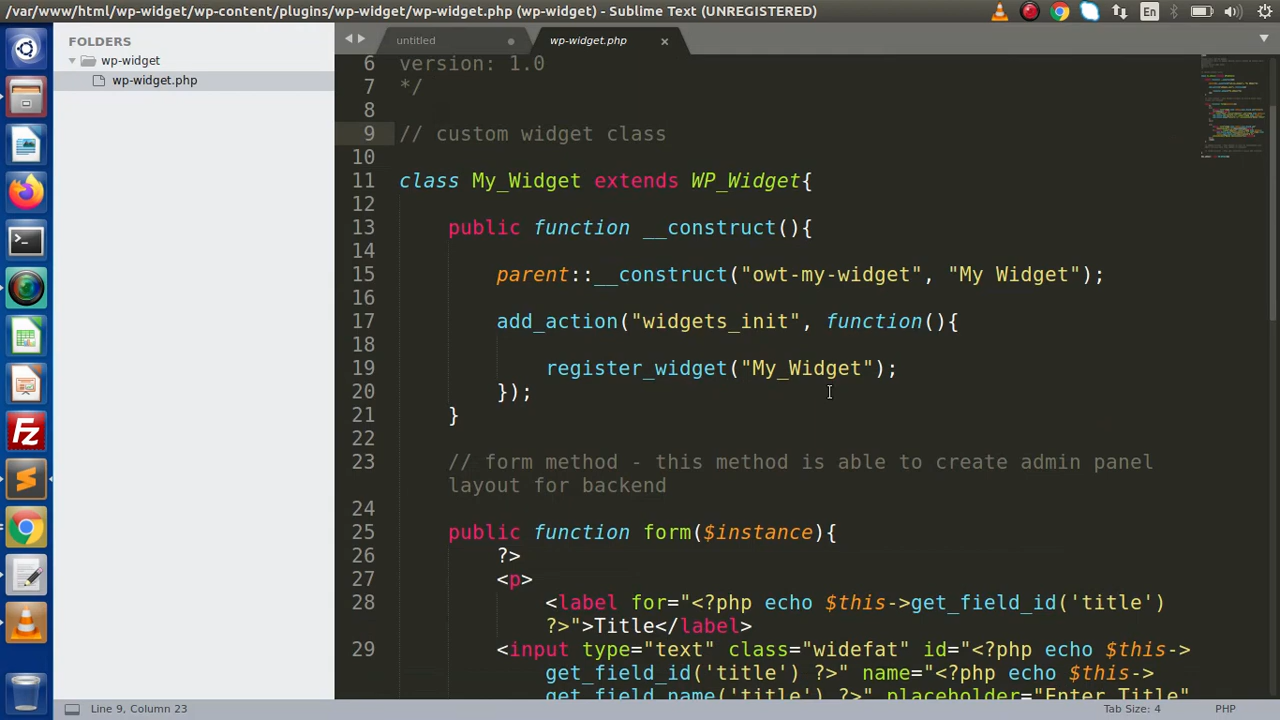 /var/www/html/wp-widget/wp-content/plugins/wp-widget/wp-widget.php (wp-widget) - Sublime Text (UNREGISTERED)
En
FOLDERS
wp-widget
wp-widget.php
untitled
wp-widget.php
6 version: 1.0
7 */
8
9 // custom widget class
10
11 class My_Widget extends WP_Widget{
12
13 public function __construct(){
14
15 parent::__construct("owt-my-widget", "My Widget");
16
17 add_action("widgets_init", function(){
18
19 register_widget("My_Widget");
20 });
21 }
22
23 // form method - this method is able to create admin panel
layout for backend
24
25 public function form($instance){
26 ?>
27 <p>
28 <label for="<?php echo $this->get_field_id('title')
?>">Title</label>
29 <input type="text" class="widefat" id="<?php echo $this->
get_field_id('title') ?>" name="<?php echo $this->
get_field_name('title') ?>" placeholder="Enter Title"
Line 9, Column 23
Tab Size: 4
PHP